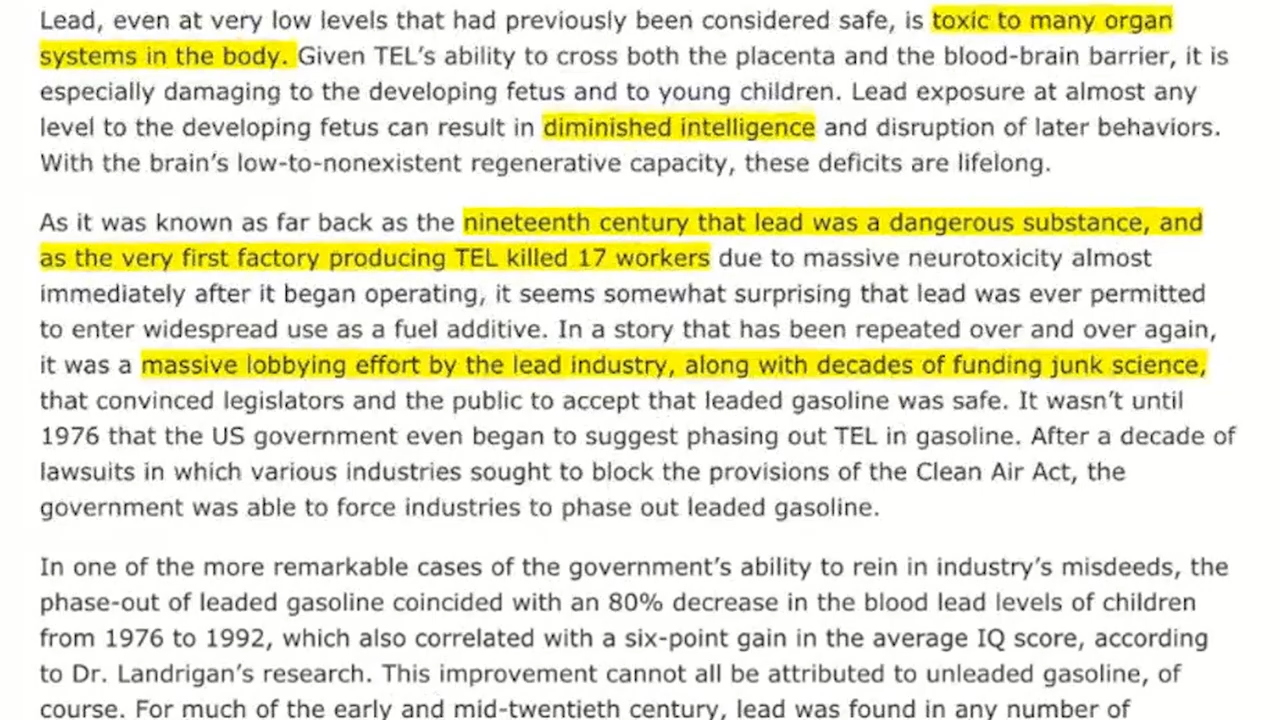 Lead, even at very low levels that had previously been considered safe, is toxic to many organ
systems in the body. Given TEL’s ability to cross both the placenta and the blood-brain barrier, it is
especially damaging to the developing fetus and to young children. Lead exposure at almost any
level to the developing fetus can result in diminished intelligence and disruption of later behaviors.
With the brain’s low-to-nonexistent regenerative capacity, these deficits are lifelong.
As it was known as far back as the nineteenth century that lead was a dangerous substance, and
as the very first factory producing TEL killed 17 workers due to massive neurotoxicity almost
immediately after it began operating, it seems somewhat surprising that lead was ever permitted
to enter widespread use as a fuel additive. In a story that has been repeated over and over again,
it was a massive lobbying effort by the lead industry, along with decades of funding junk science,
that convinced legislators and the public to accept that leaded gasoline was safe. It wasn’t until
1976 that the US government even began to suggest phasing out TEL in gasoline. After a decade of
lawsuits in which various industries sought to block the provisions of the Clean Air Act, the
government was able to force industries to phase out leaded gasoline.
In one of the more remarkable cases of the government’s ability to rein in industry’s misdeeds, the
phase-out of leaded gasoline coincided with an 80% decrease in the blood lead levels of children
from 1976 to 1992, which also correlated with a six-point gain in the average IQ score, according
to Dr. Landrigan’s research. This improvement cannot all be attributed to unleaded gasoline, of
course. For much of the early and mid-twentieth century, lead was found in any number of